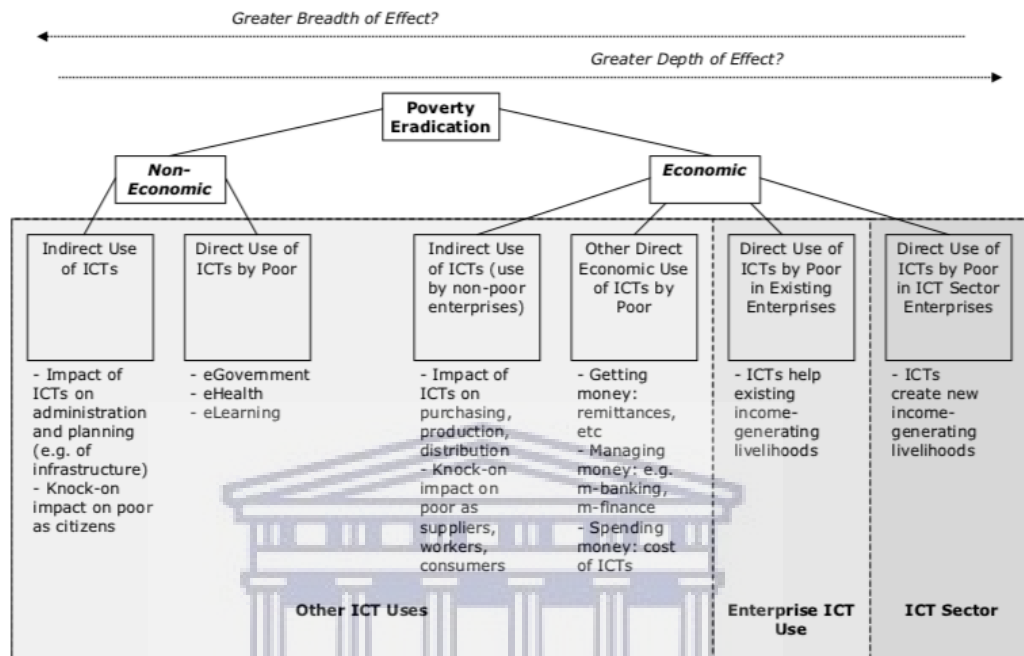 Greater Breadth of Effect?
Greater Depth of Effect?
Poverty
Eradication
Non-
Economic
Economic
Indirect Use
of ICTs
Direct Use of
ICTs by Poor
Indirect Use
of ICTs (use
by non-poor
enterprises)
Other Direct
Economic Use
of ICTs by
Poor
Direct Use of
ICTs by Poor
in Existing
Enterprises
Direct Use of
ICTs by Poor
in ICT Sector
Enterprises
- Impact of
ICTs on
administration
and planning
(e.g. of
infrastructure)
- Knock-on
impact on poor
as citizens
- eGovernment
- eHealth
- eLearning
- Impact of
ICTs on
purchasing,
production,
distribution
- Knock-on
impact on
poor as
suppliers,
workers,
consumers
- Getting
money:
remittances,
etc
- Managing
money: e.g.
m-banking,
m-finance
- Spending
money: cost
of ICTs
- ICTs help
existing
income-
generating
livelihoods
- ICTs
create new
income-
generating
livelihoods
Other ICT Uses
Enterprise ICT
Use
ICT Sector